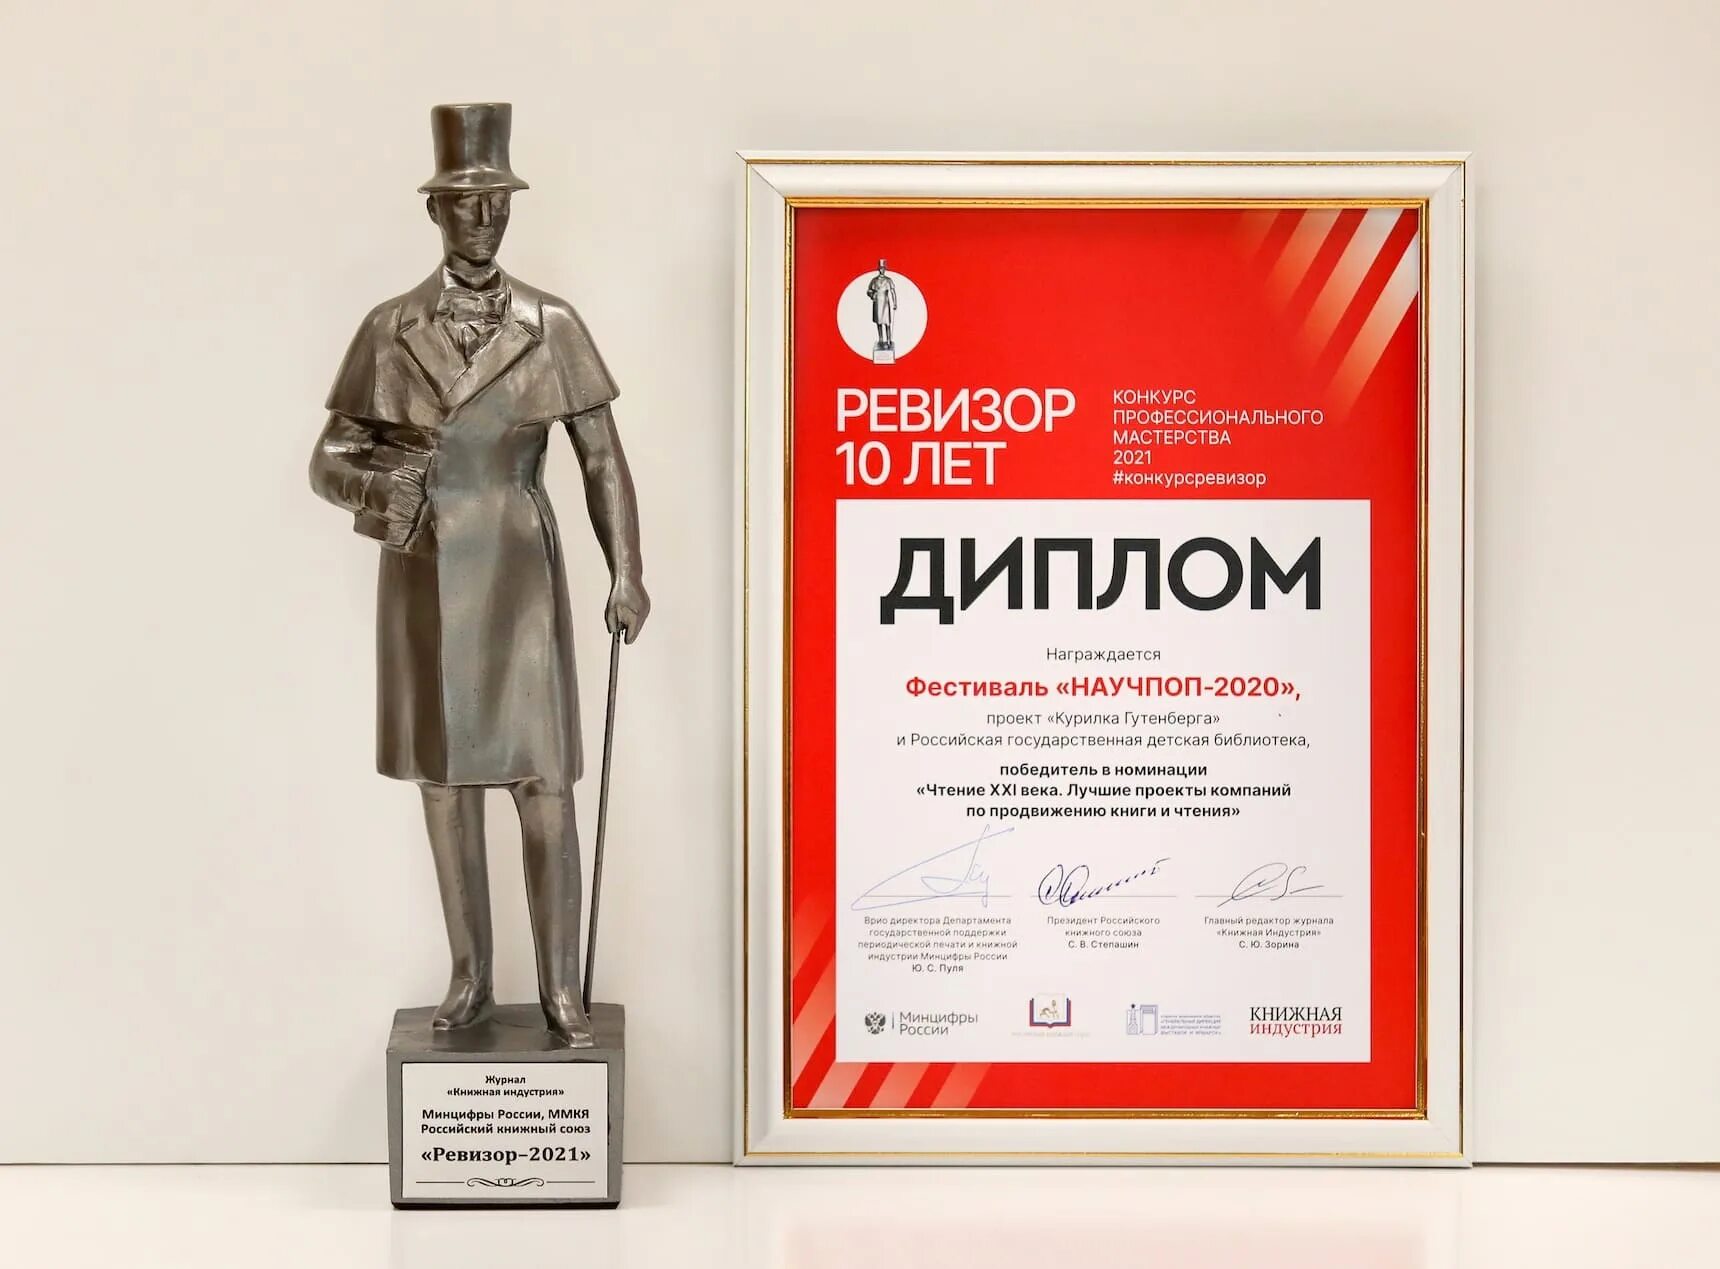 РЕВИЗОР
10 ЛЕТ
КОНКУРС
ПРОФЕССИОНАЛЬНОГО
МАСТЕРСТВА
2021
#конкурсревизор
ДИПЛОМ
Награждается
Фестиваль «НАУЧПОП-2020»,
проект «Курилка Гутенберга»
и Российская государственная детская библиотека,
победитель в номинации
«Чтение XXI века. Лучшие проекты компаний
по продвижению книги и чтения»
Врио директора Департамента
государственной поддержки
периодической печати и книжной
индустрии Минцифры России
Ю. С. Пуля
Президент Российского
книжного союза
С. В. Степашин
Главный редактор журнала
«Книжная Индустрия»
С. Ю. Зорина
Минцифры
России
КНИЖНАЯ
ИНДУСТРИЯ
Журнал
«Книжная индустрия»
Минцифры России, ММКЯ
Российский книжный союз
«Ревизор–2021»